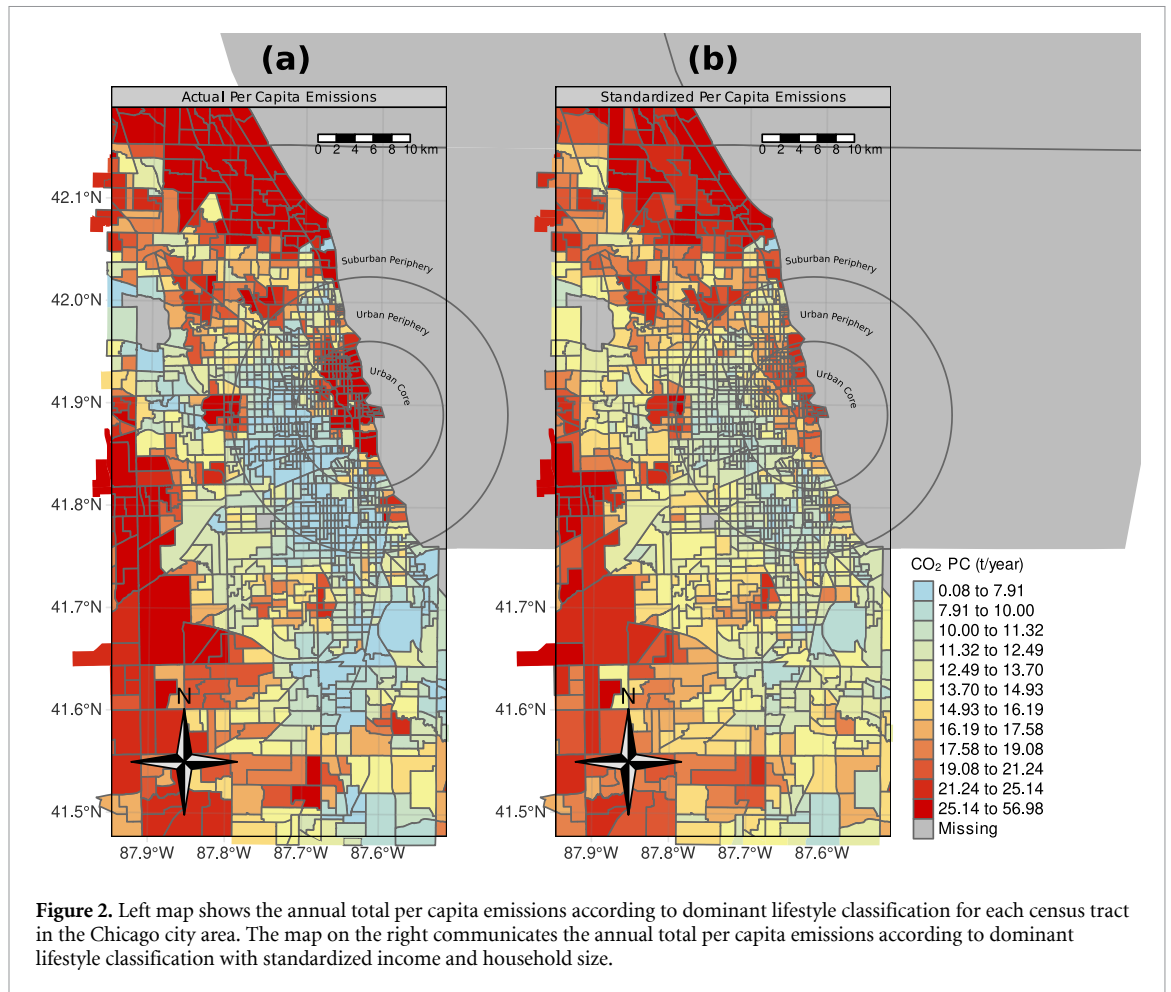 (a)
(b)
Actual Per Capita Emissions
Standardized Per Capita Emissions
0 2 4 6 8 10 km
0 2 4 6 8 10 km
42.1°N
42.0°N
41.9°N
41.8°N
41.7°N
41.6°N
41.5°N
Suburban Periphery
Urban Periphery
Urban Core
Suburban Periphery
Urban Periphery
Urban Core
N
N
87.9°W 87.8°W 87.7°W 87.6°W
87.9°W 87.8°W 87.7°W 87.6°W
CO₂ PC (t/year)
0.08 to 7.91
7.91 to 10.00
10.00 to 11.32
11.32 to 12.49
12.49 to 13.70
13.70 to 14.93
14.93 to 16.19
16.19 to 17.58
17.58 to 19.08
19.08 to 21.24
21.24 to 25.14
25.14 to 56.98
Missing
Figure 2. Left map shows the annual total per capita emissions according to dominant lifestyle classification for each census tract
in the Chicago city area. The map on the right communicates the annual total per capita emissions according to dominant
lifestyle classification with standardized income and household size.